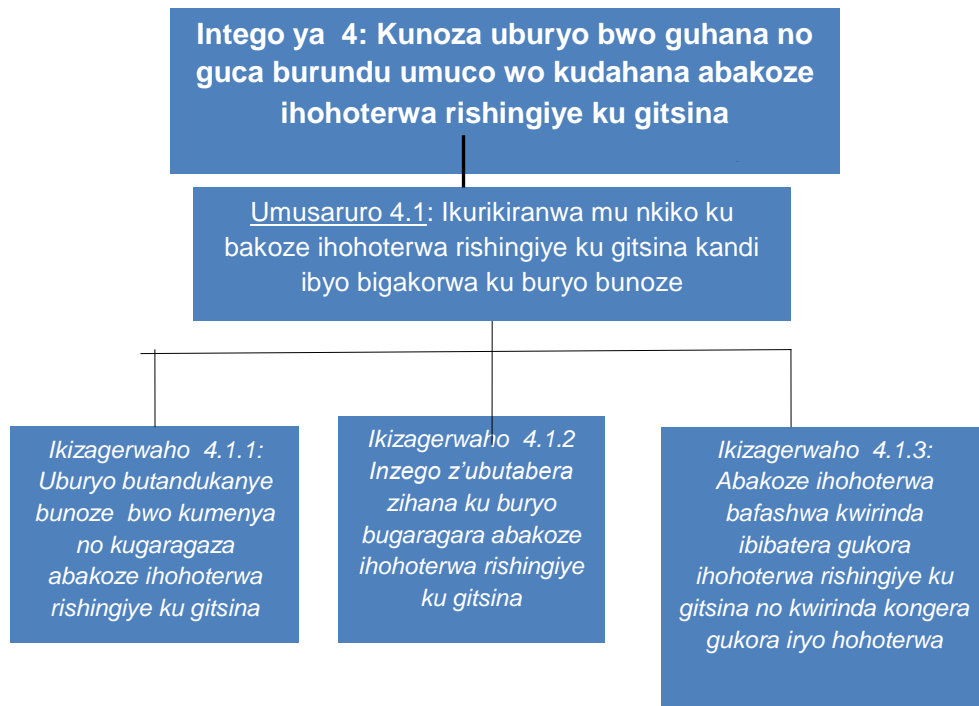 Intego ya 4: Kunoza uburyo bwo guhana no
guca burundu umuco wo kudahana abakoze
ihohoterwa rishingiye ku gitsina
Umusaruro 4.1: Ikurikiranwa mu nkiko ku
bakoze ihohoterwa rishingiye ku gitsina kandi
ibyo bigakorwa ku buryo bunoze
Ikizagerwaho 4.1.1:
Uburyo butandukanye
bunoze bwo kumenya
no kugaragaza
abakoze ihohoterwa
rishingiye ku gitsina
Ikizagerwaho 4.1.2
Inzego z'ubutabera
zihana ku buryo
bugaragara abakoze
ihohoterwa rishingiye
ku gitsina
Ikizagerwaho 4.1.3:
Abakoze ihohoterwa
bafashwa kwirinda
ibibatera gukora
ihohoterwa rishingiye ku
gitsina no kwirinda kongera
gukora iryo hohoterwa